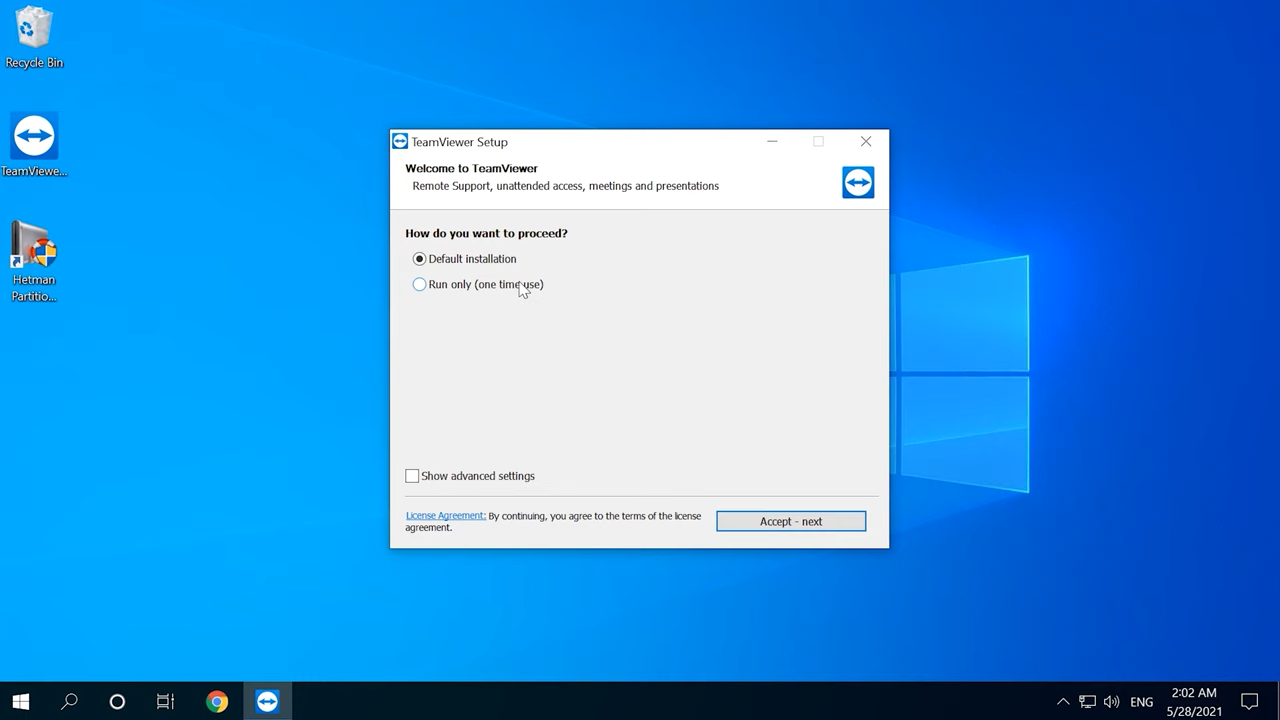 Recycle Bin
TeamViewe...
Hetman
Partitio...
TeamViewer Setup
Welcome to TeamViewer
Remote Support, unattended access, meetings and presentations
How do you want to proceed?
Default installation
Run only (one time use)
Show advanced settings
License Agreement: By continuing, you agree to the terms of the license
agreement.
Accept - next
ENG
2:02 AM
5/28/2021